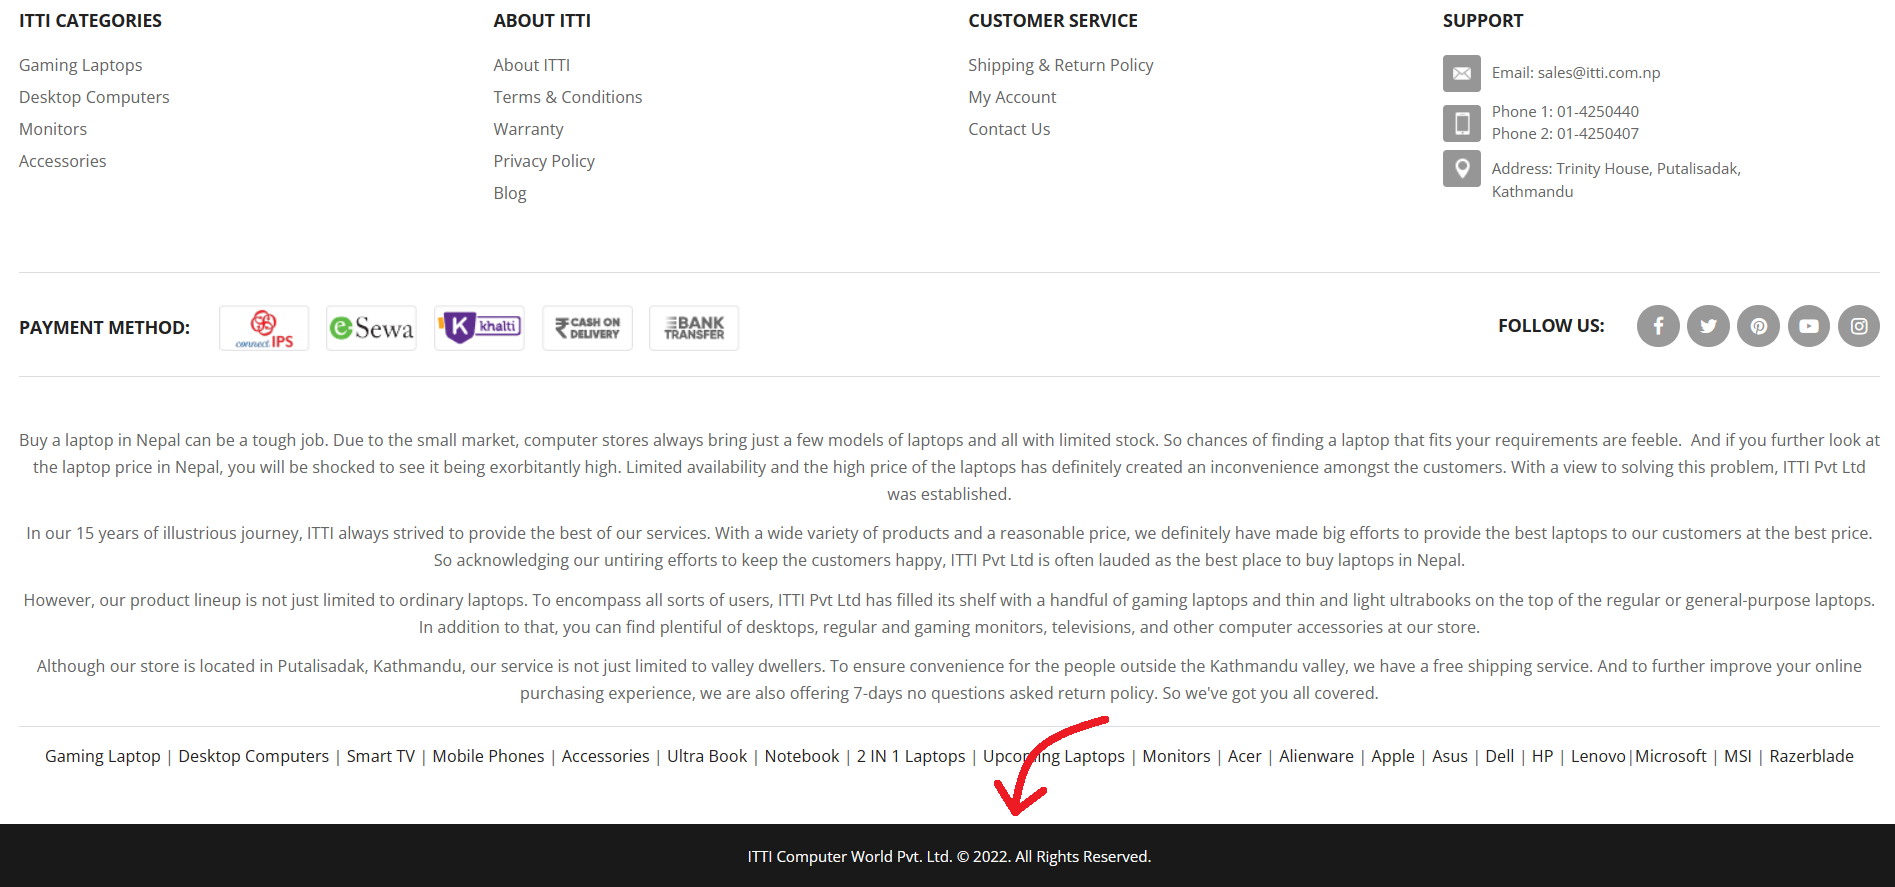 ITTI CATEGORIES
Gaming Laptops
Desktop Computers
Monitors
Accessories
ABOUT ITTI
About ITTI
Terms & Conditions
Warranty
Privacy Policy
Blog
CUSTOMER SERVICE
Shipping & Return Policy
My Account
Contact Us
SUPPORT
Email: sales@itti.com.np
Phone 1: 01-4250440
Phone 2: 01-4250407
Address: Trinity House, Putalisadak,
Kathmandu
PAYMENT METHOD:
connect IPS
eSewa
K khalti
CASH ON
DELIVERY
BANK
TRANSFER
FOLLOW US:
Buy a laptop in Nepal can be a tough job. Due to the small market, computer stores always bring just a few models of laptops and all with limited stock. So chances of finding a laptop that fits your requirements are feeble.  And if you further look at
the laptop price in Nepal, you will be shocked to see it being exorbitantly high. Limited availability and the high price of the laptops has definitely created an inconvenience amongst the customers. With a view to solving this problem, ITTI Pvt Ltd
was established.
In our 15 years of illustrious journey, ITTI always strived to provide the best of our services. With a wide variety of products and a reasonable price, we definitely have made big efforts to provide the best laptops to our customers at the best price.
So acknowledging our untiring efforts to keep the customers happy, ITTI Pvt Ltd is often lauded as the best place to buy laptops in Nepal.
However, our product lineup is not just limited to ordinary laptops. To encompass all sorts of users, ITTI Pvt Ltd has filled its shelf with a handful of gaming laptops and thin and light ultrabooks on the top of the regular or general-purpose laptops.
In addition to that, you can find plentiful of desktops, regular and gaming monitors, televisions, and other computer accessories at our store.
Although our store is located in Putalisadak, Kathmandu, our service is not just limited to valley dwellers. To ensure convenience for the people outside the Kathmandu valley, we have a free shipping service. And to further improve your online
purchasing experience, we are also offering 7-days no questions asked return policy. So we've got you all covered.
Gaming Laptop | Desktop Computers | Smart TV | Mobile Phones | Accessories | Ultra Book | Notebook | 2 IN 1 Laptops | Upcoming Laptops | Monitors | Acer | Alienware | Apple | Asus | Dell | HP | Lenovo|Microsoft | MSI | Razerblade
ITTI Computer World Pvt. Ltd. © 2022. All Rights Reserved.